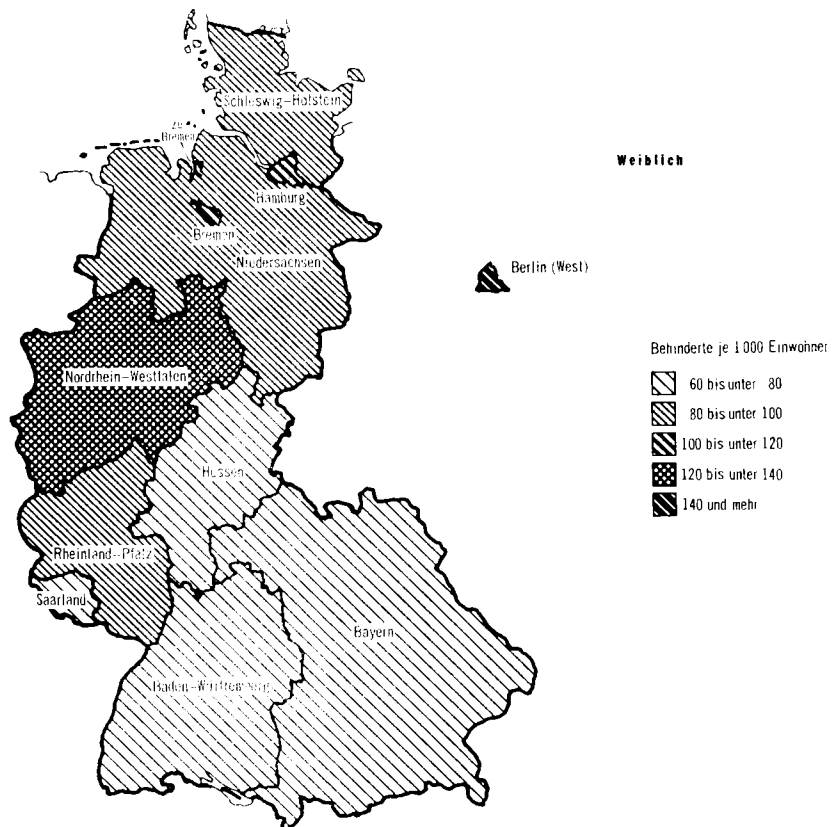 Schleswig-Holstein
zu
Bremen
Weiblich
Hamburg
Bremen
Niedersachsen
Berlin (West)
Behinderte je 1000 Einwohner
Nordrhein-Westfalen
60 bis unter 80
80 bis unter 100
100 bis unter 120
120 bis unter 140
140 und mehr
Hessen
Rheinland-Pfalz
Saarland
Bayern
Baden-Württemberg